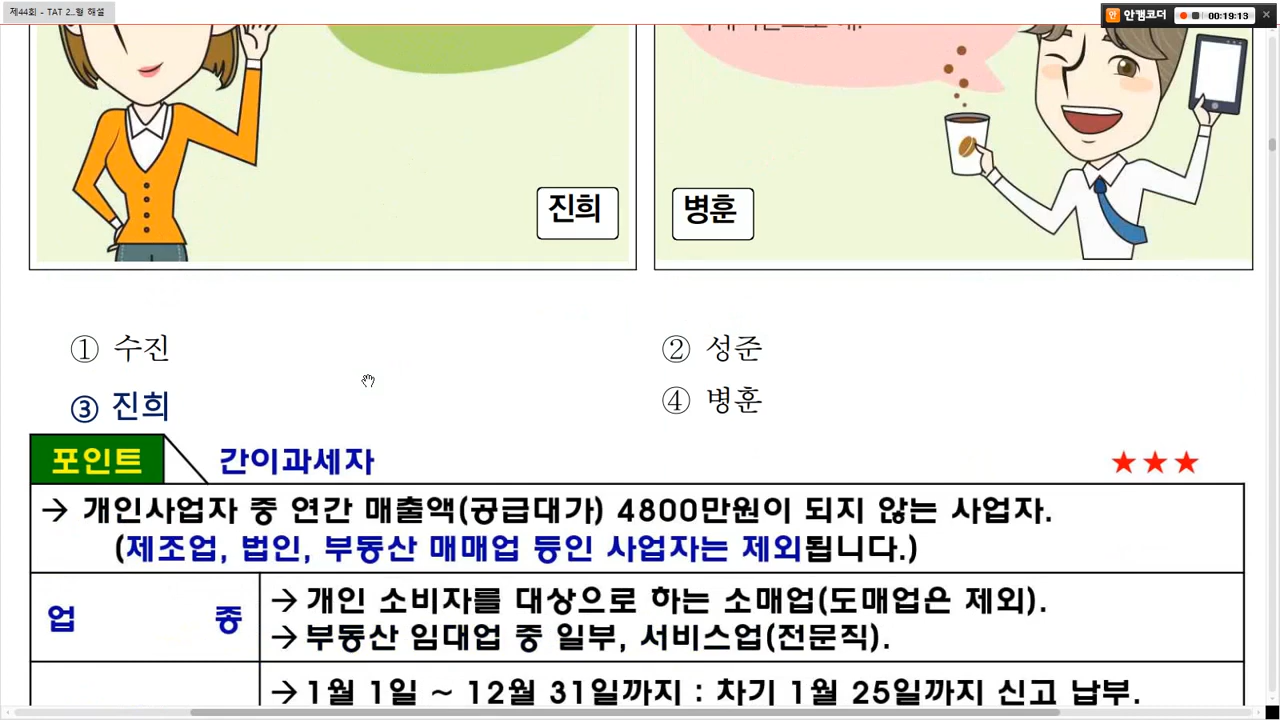 제44회 - TAT 2..형 해설
안캠코더
00:19:13
진희
병훈
① 수진
② 성준
③ 진희
④ 병훈
포인트 간이과세자 ★★★
→ 개인사업자 중 연간 매출액(공급대가) 4800만원이 되지 않는 사업자.
(제조업, 법인, 부동산 매매업 등인 사업자는 제외됩니다.)
업 종
→ 개인 소비자를 대상으로 하는 소매업(도매업은 제외).
→ 부동산 임대업 중 일부, 서비스업(전문직).
→ 1월 1일 ~ 12월 31일까지 : 차기 1월 25일까지 신고 납부.